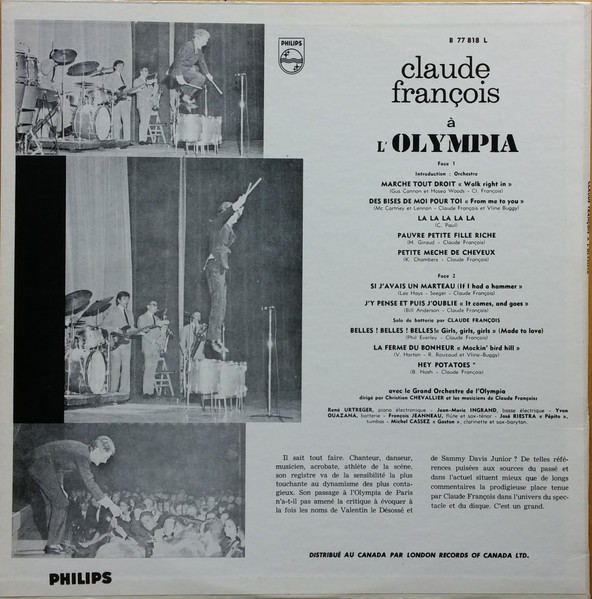 PHILIPS
B 77 818 L
claude
françois
à
L'OLYMPIA
Face 1
Introduction : Orchestre
MARCHE TOUT DROIT « Walk right in »
(Gus Cannon et Hosea Woods - Cl. François)
DES BISES DE MOI POUR TOI « From me to you »
(Mc Cartney et Lennon - Claude François et Vline Buggy)
LA LA LA LA LA
(C. Paul)
PAUVRE PETITE FILLE RICHE
(H. Giraud - Claude François)
PETITE MECHE DE CHEVEUX
(K. Chambers - Claude François)
Face 2
SI J'AVAIS UN MARTEAU (If I had a hammer »
(Lee Hays - Seeger - Claude François)
J'Y PENSE ET PUIS J'OUBLIE « It comes, and goes »
(Bill Anderson - Claude François)
Solo de batterie par CLAUDE FRANÇOIS
BELLES ! BELLES ! BELLES!« Girls, girls, girls » (Made to love)
(Phil Everley - Claude François)
LA FERME DU BONHEUR « Mockin' bird hill »
(V. Horton - R. Rouzaud et Vline-Buggy)
HEY POTATOES "
(B. Nash - Claude François)
avec le Grand Orchestre de l'Olympia
dirigé par Christian CHEVALLIER et les musiciens de Claude François
René URTREGER, piano électronique - Jean-Marie INGRAND, basse électrique - Yvon
OUAZANA, batterie - François JEANNEAU, flûte et sax-ténor - José RIESTRA « Pépito »,
tumbas - Michel CASSEZ « Gaston », clarinette et sax-barytan.
Il sait tout faire. Chanteur, danseur,
musicien, acrobate, athlète de la scène,
son registre va de la sensibilité la plus
touchante au dynamisme des plus conta-
gieux. Son passage à l'Olympia de Paris
n'a-t-il pas amené la critique à évoquer à
la fois les noms de Valentin le Désossé et
de Sammy Davis Junior ? De telles réfé-
rences puisées aux sources du passé et
dans l'actuel situent mieux que de longs
commentaires la prodigieuse place tenue
par Claude François dans l'univers du spec-
tacle et du disque. C'est un grand.
DISTRIBUÉ AU CANADA PAR LONDON RECORDS OF CANADA LTD.
PHILIPS